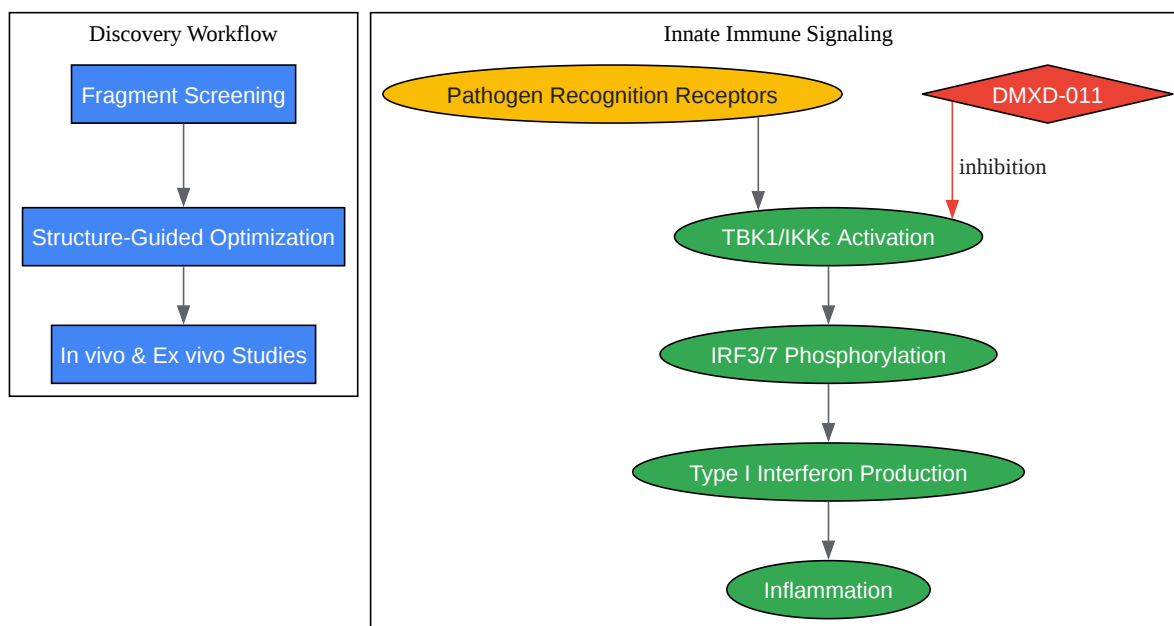 Discovery Workflow
Fragment Screening
Structure-Guided Optimization
In vivo & Ex vivo Studies
Innate Immune Signaling
Pathogen Recognition Receptors
DMXD-011
inhibition
TBK1/IKKε Activation
IRF3/7 Phosphorylation
Type I Interferon Production
Inflammation